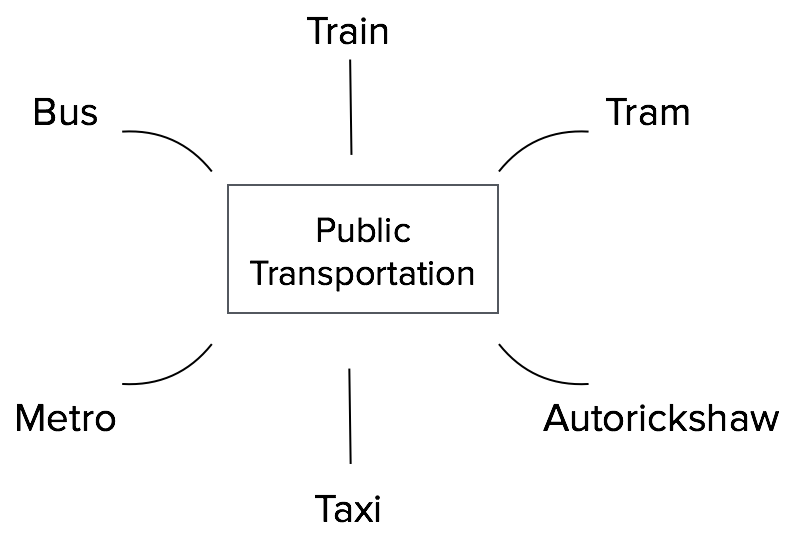 Train
Bus
Tram
Public
Transportation
Metro
Autorickshaw
Taxi